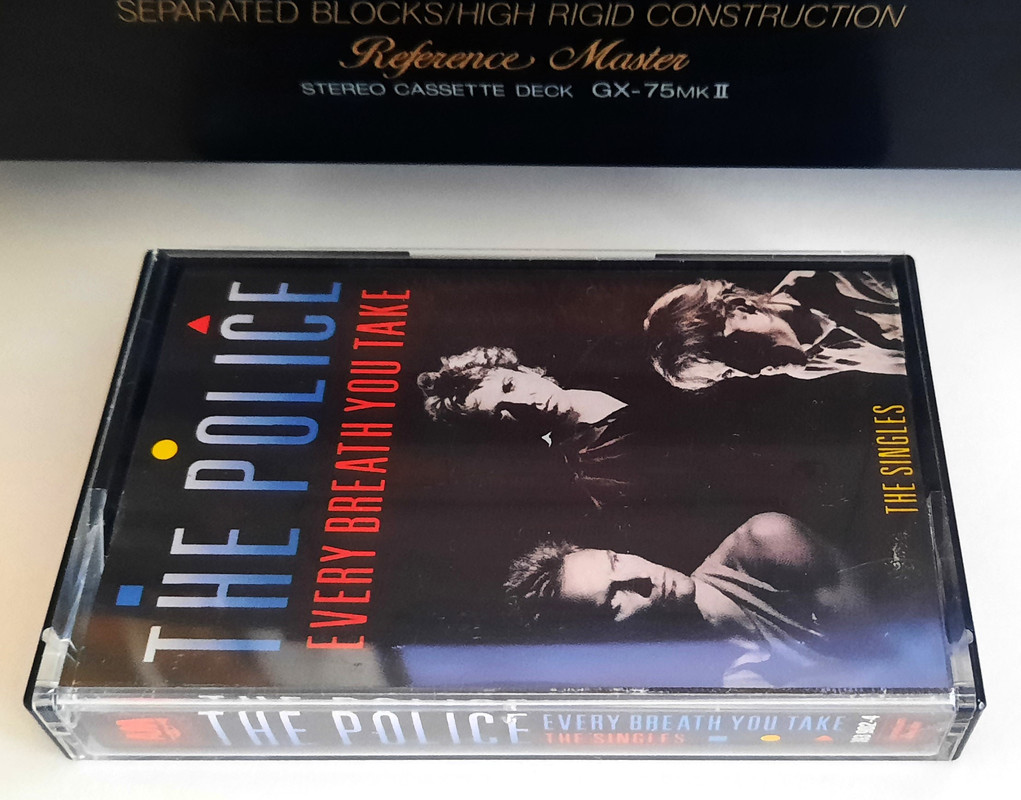 SEPARATED BLOCKS/HIGH RIGID CONSTRUCTION
Reference Master
STEREO CASSETTE DECK GX-75MK II
THE POLICE
EVERY BREATH YOU TAKE
THE SINGLES
THE POLICE
EVERY BREATH YOU TAKE
THE SINGLES